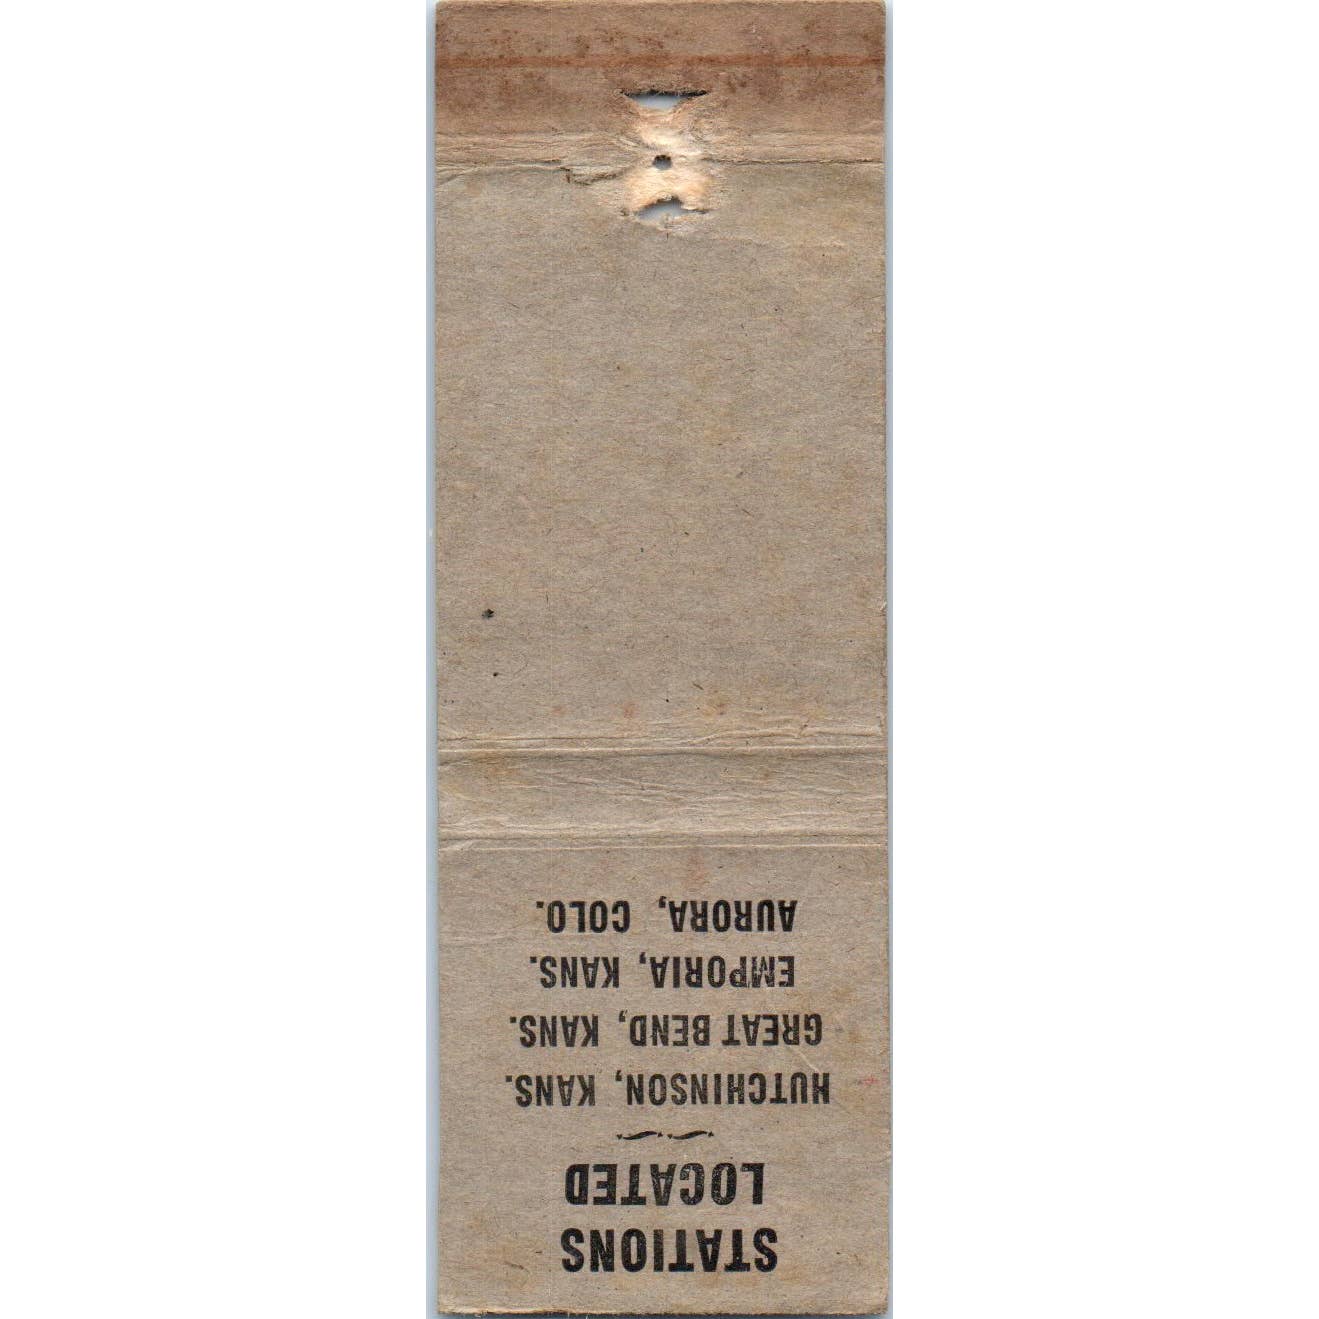 STATIONS
LOCATED
HUTCHINSON, KANS.
GREAT BEND, KANS.
EMPORIA, KANS.
AURORA, COLO.